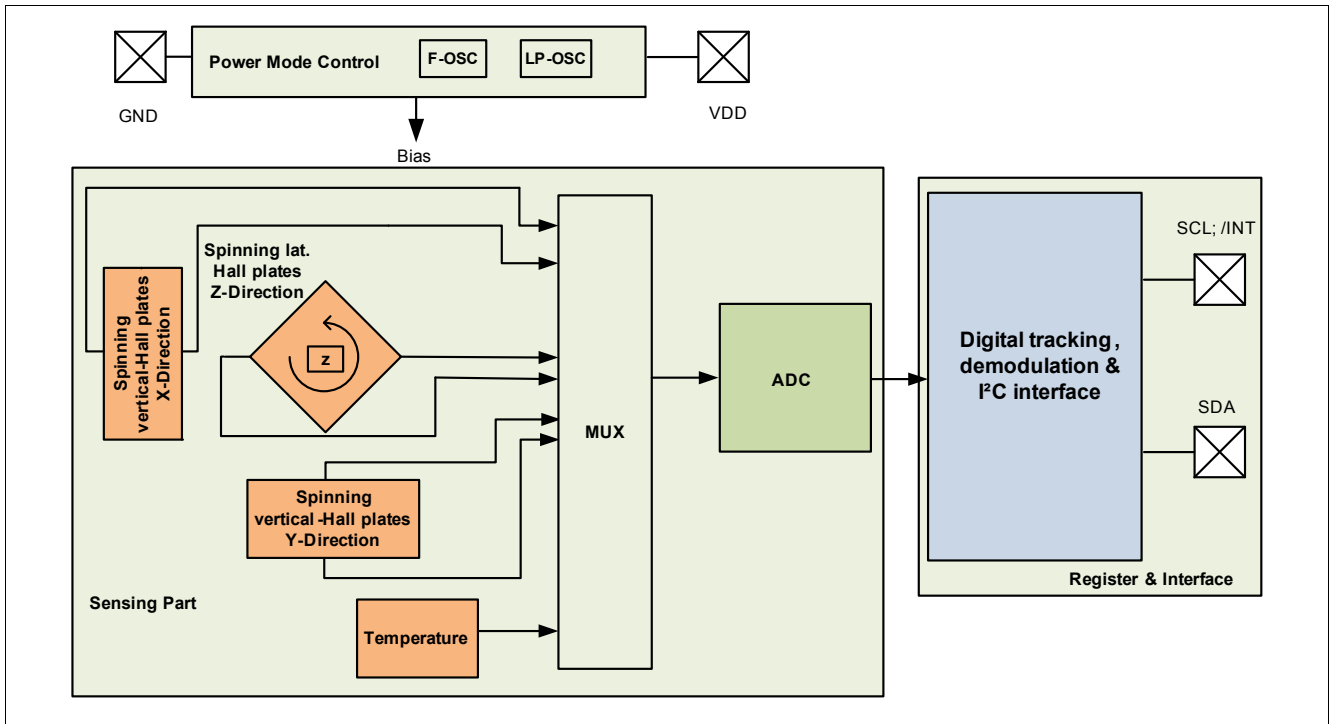 Power Mode Control
F-OSC
LP-OSC
GND
VDD
Bias
Spinning lat.
Hall plates
Z-Direction
Spinning
vertical-Hall plates
X-Direction
z
MUX
ADC
Spinning
vertical-Hall plates
Y-Direction
Temperature
Sensing Part
Digital tracking,
demodulation &
I²C interface
SCL; /INT
SDA
Register & Interface